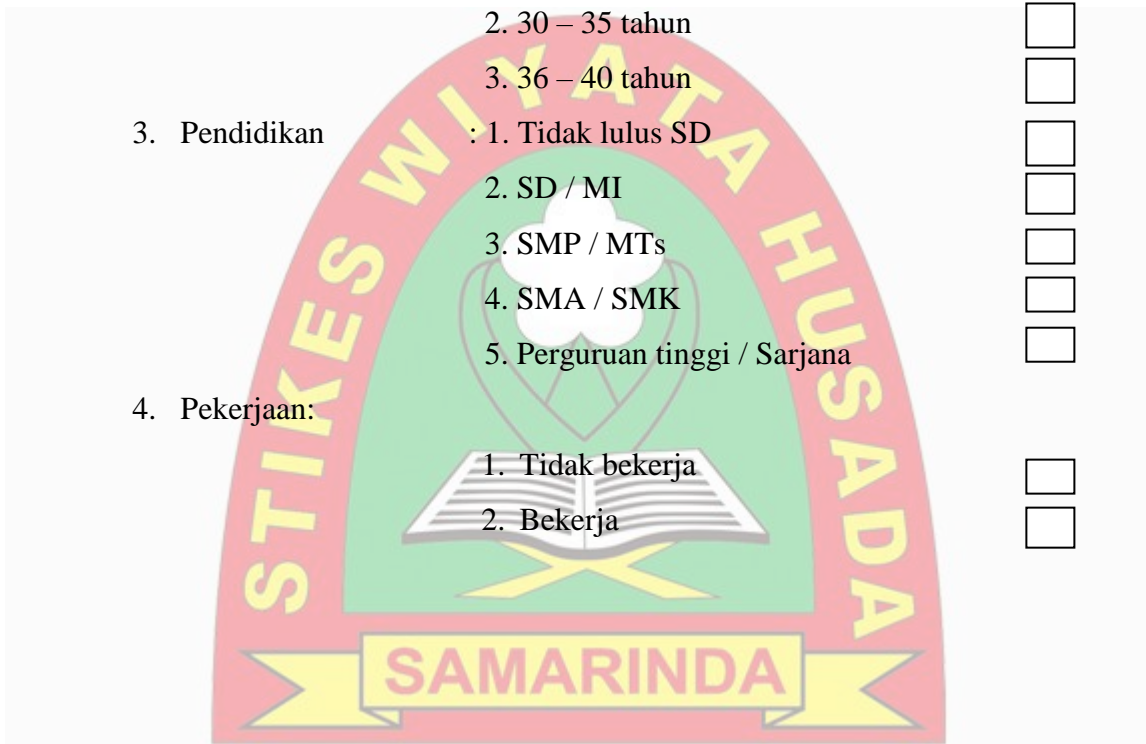 2. 30 – 35 tahun
3. 36 – 40 tahun
3. Pendidikan : 1. Tidak lulus SD
2. SD / MI
3. SMP / MTs
4. SMA / SMK
5. Perguruan tinggi / Sarjana
4. Pekerjaan:
1. Tidak bekerja
2. Bekerja
STIKES WIYATA HUSADA
SAMARINDA